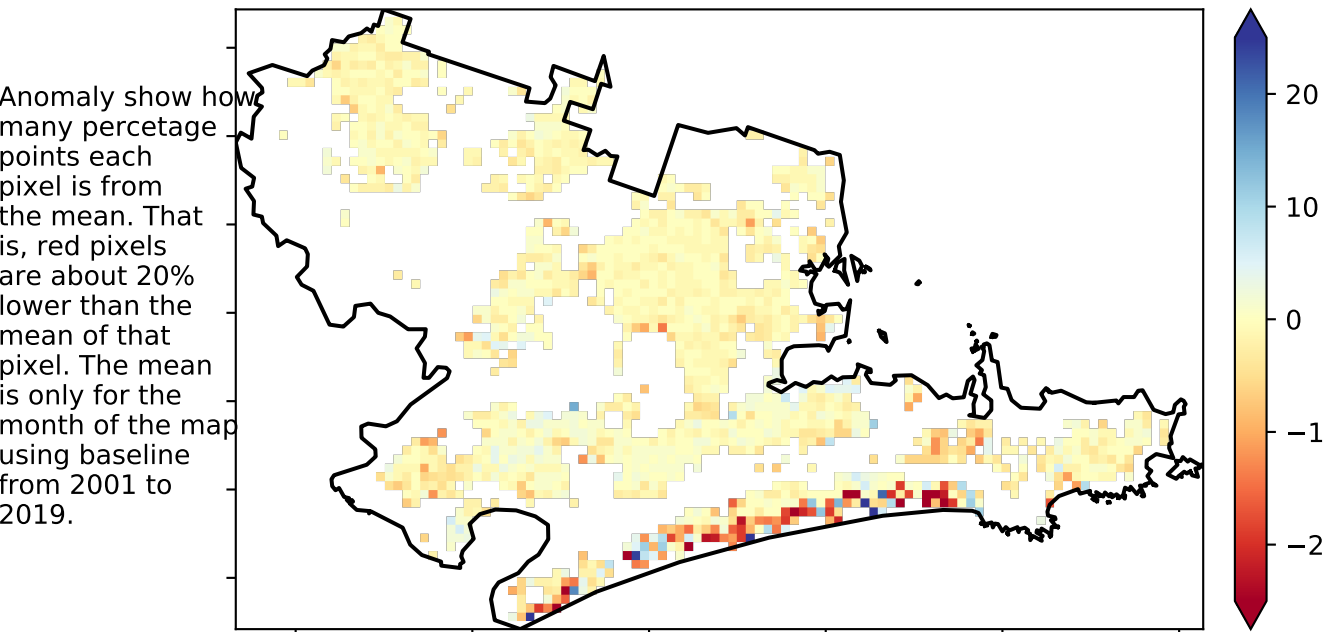 Anomaly show how
many percetage
points each
pixel is from
the mean. That
is, red pixels
are about 20%
lower than the
mean of that
pixel. The mean
is only for the
month of the map
using baseline
from 2001 to
2019.
20
10
0
−1
−2